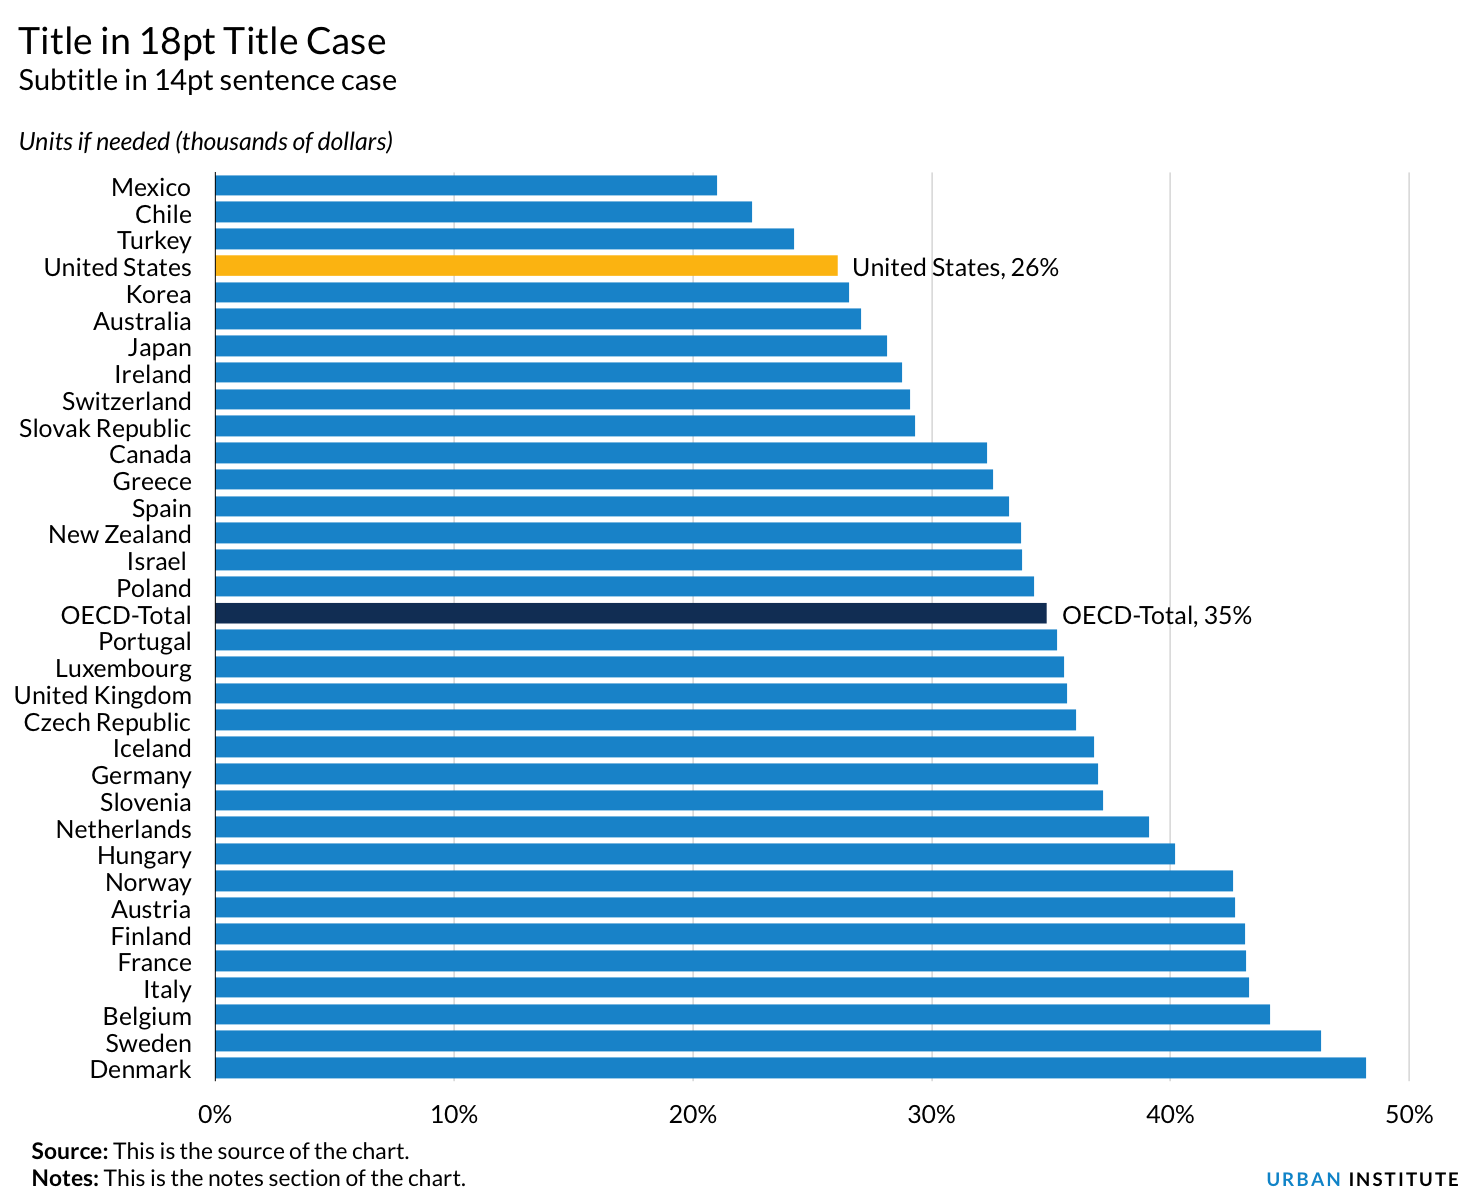 Title in 18pt Title Case
Subtitle in 14pt sentence case
Units if needed (thousands of dollars)
Mexico
Chile
Turkey
United States United States, 26%
Korea
Australia
Japan
Ireland
Switzerland
Slovak Republic
Canada
Greece
Spain
New Zealand
Israel
Poland
OECD-Total OECD-Total, 35%
Portugal
Luxembourg
United Kingdom
Czech Republic
Iceland
Germany
Slovenia
Netherlands
Hungary
Norway
Austria
Finland
France
Italy
Belgium
Sweden
Denmark
0% 10% 20% 30% 40% 50%
Source: This is the source of the chart.
Notes: This is the notes section of the chart.
URBAN INSTITUTE